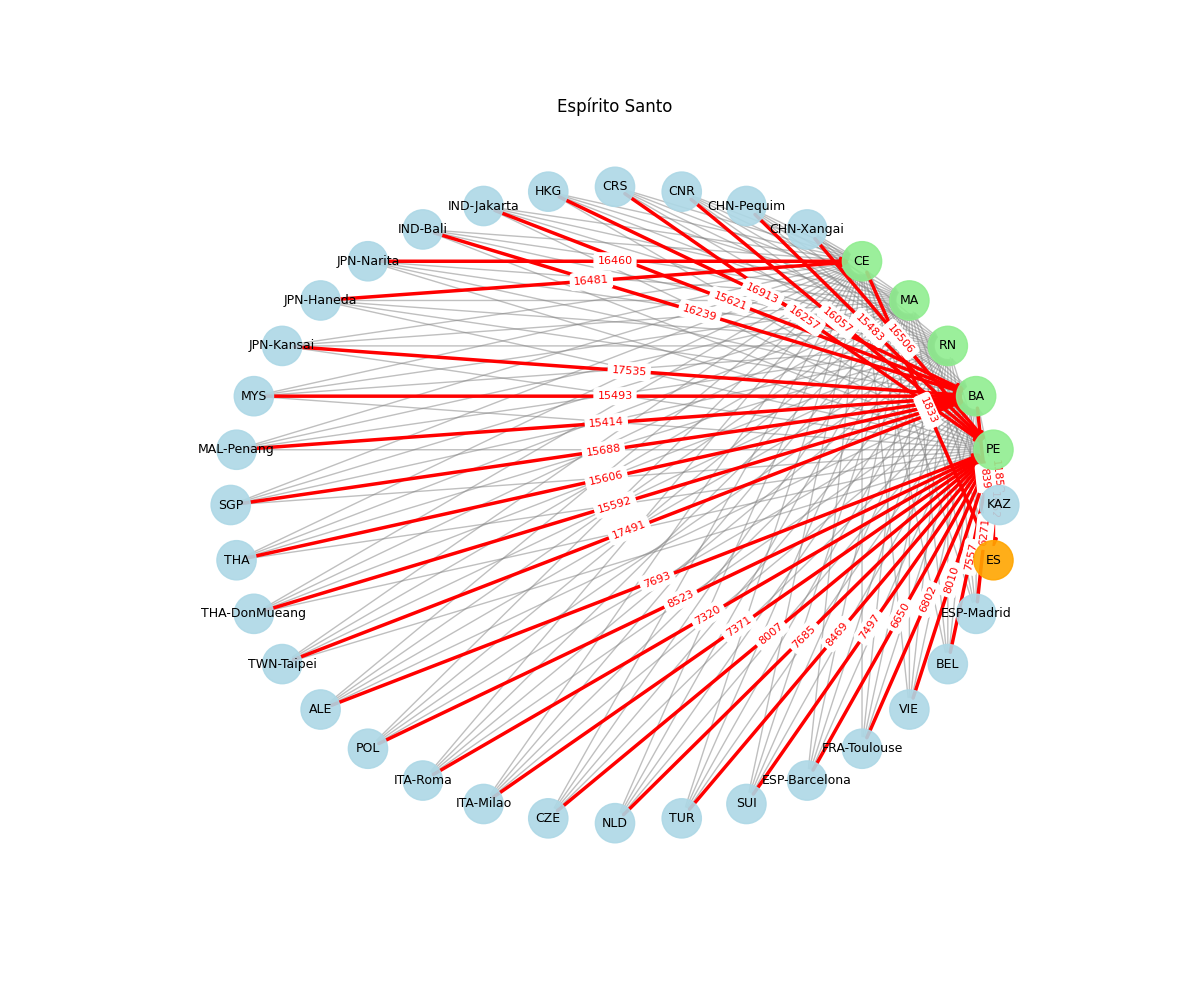 Espírito Santo
CRS
HKG
CNR
IND-Jakarta
CHN-Pequim
IND-Bali
CHN-Xangai
JPN-Narita
16460
CE
16481
JPN-Haneda
16913
15621
16239
16257
16057
15483
16506
MA
JPN-Kansai
RN
17535
MYS
15493
BA
1833
15414
MAL-Penang
15688
PE
15606
SGP
15592
KAZ
17491
6271
THA
7557
ES
7693
8523
8010
THA-DonMueang
7320
7371
8007
7685
8469
7497
6650
6802
ESP-Madrid
TWN-Taipei
BEL
ALE
VIE
POL
FRA-Toulouse
ITA-Roma
ESP-Barcelona
ITA-Milao
SUI
CZE
NLD
TUR